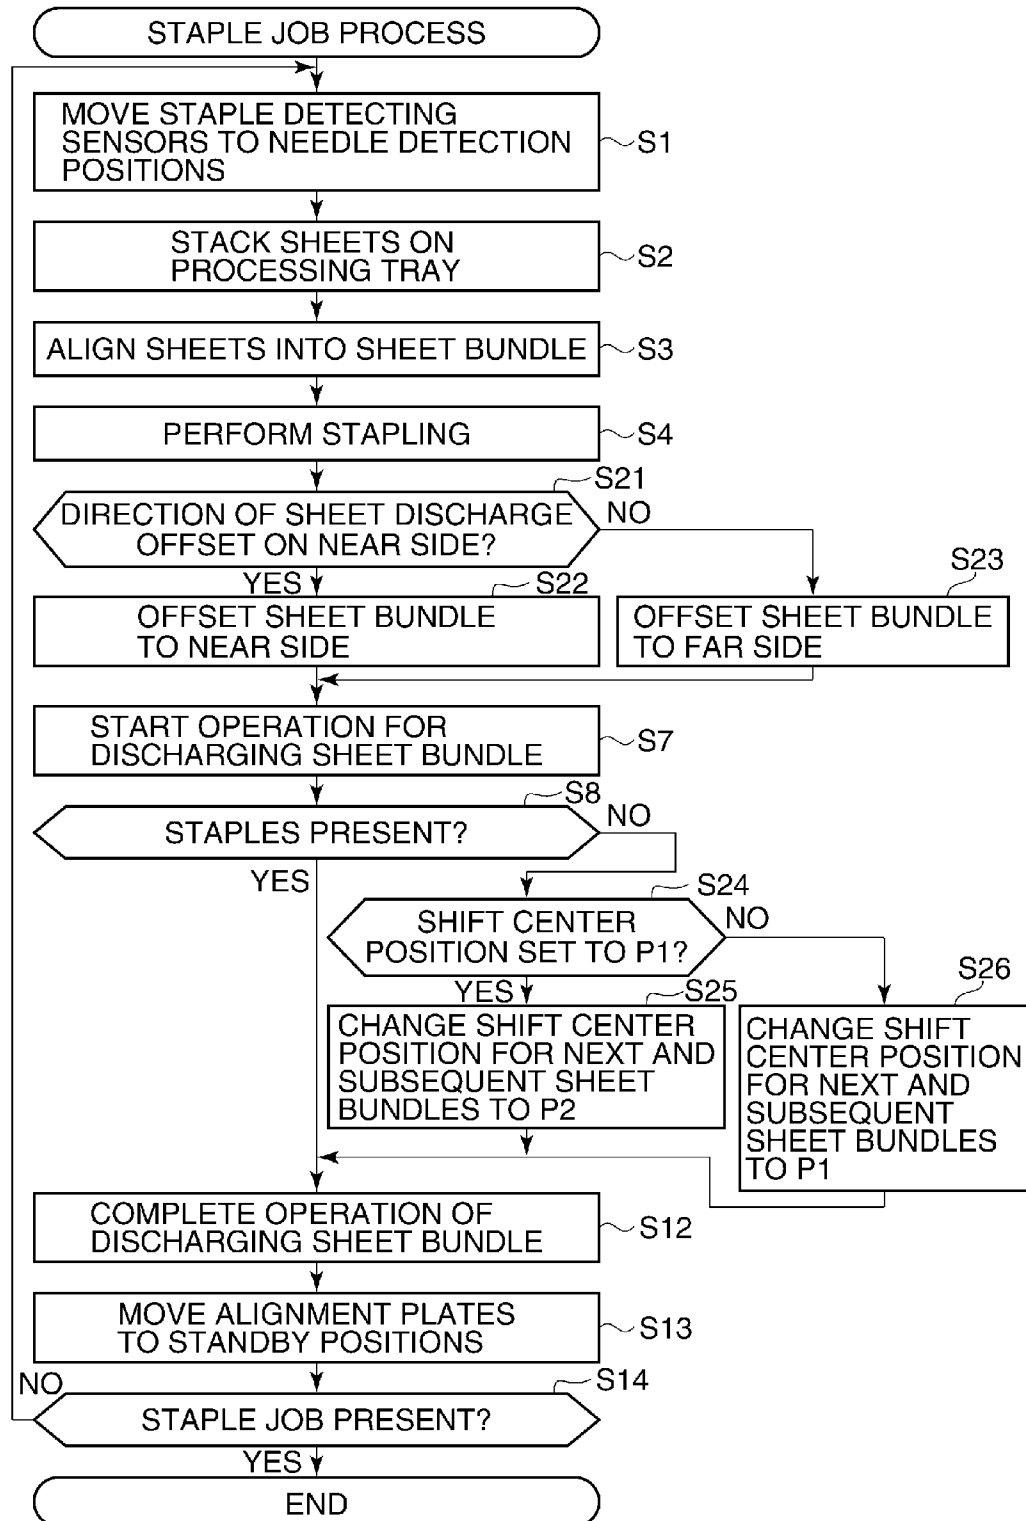 STAPLE JOB PROCESS
MOVE STAPLE DETECTING
SENSORS TO NEEDLE DETECTION
POSITIONS
S1
STACK SHEETS ON
PROCESSING TRAY
S2
ALIGN SHEETS INTO SHEET BUNDLE
S3
PERFORM STAPLING
S4
S21
DIRECTION OF SHEET DISCHARGE
OFFSET ON NEAR SIDE?
NO
YES
S22
OFFSET SHEET BUNDLE
TO NEAR SIDE
S23
OFFSET SHEET BUNDLE
TO FAR SIDE
START OPERATION FOR
DISCHARGING SHEET BUNDLE
S7
S8
STAPLES PRESENT?
NO
YES
S24
SHIFT CENTER
POSITION SET TO P1?
NO
YES
S25
CHANGE SHIFT CENTER
POSITION FOR NEXT AND
SUBSEQUENT SHEET
BUNDLES TO P2
S26
CHANGE SHIFT
CENTER POSITION
FOR NEXT AND
SUBSEQUENT
SHEET BUNDLES
TO P1
COMPLETE OPERATION OF
DISCHARGING SHEET BUNDLE
S12
MOVE ALIGNMENT PLATES
TO STANDBY POSITIONS
S13
NO
S14
STAPLE JOB PRESENT?
YES
END